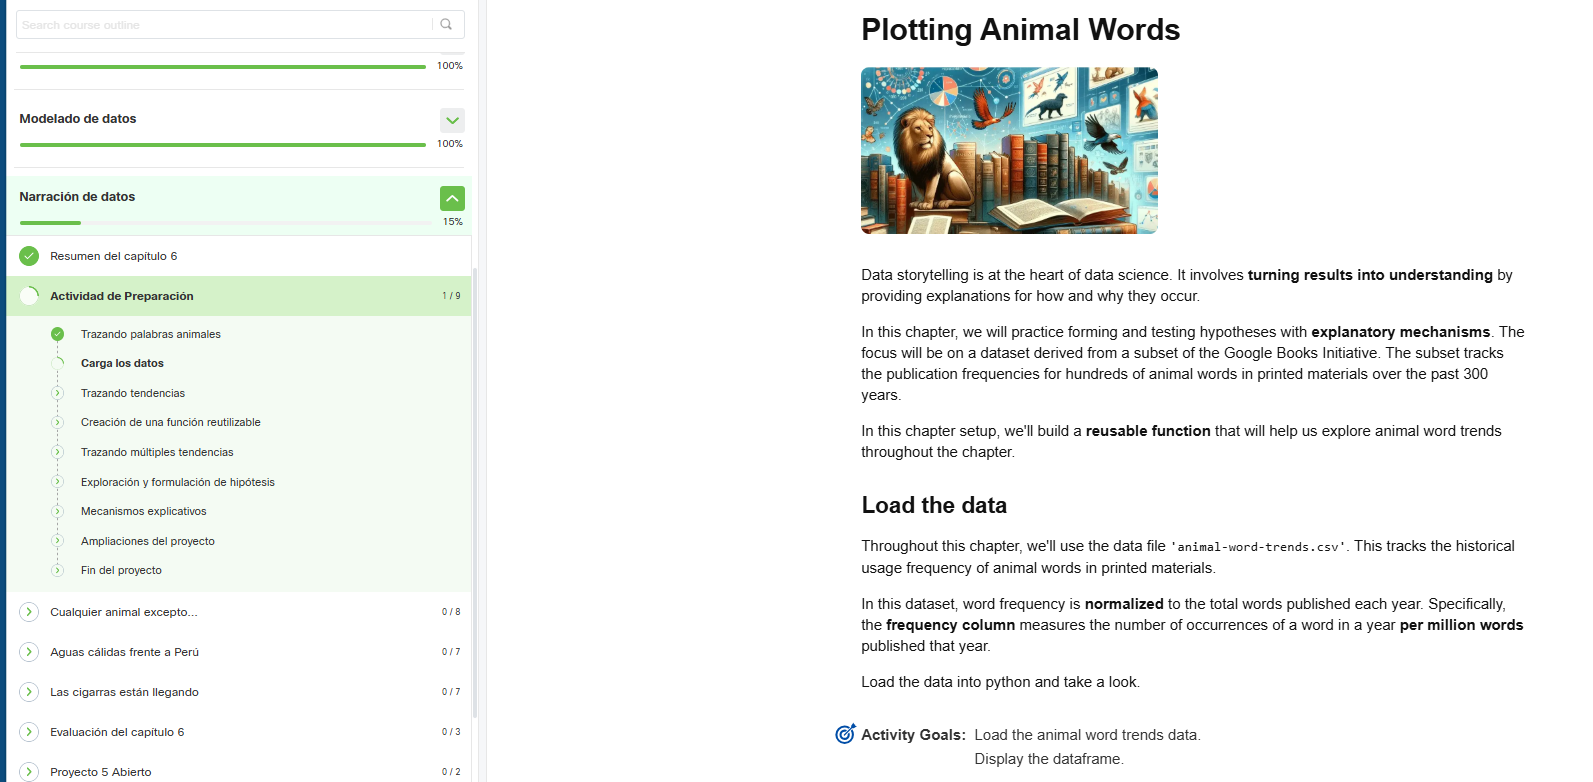 Search course outline
100%
Modelado de datos
100%
Narración de datos
15%
Resumen del capítulo 6
Actividad de Preparación 1 / 9
Trazando palabras animales
Carga los datos
Trazando tendencias
Creación de una función reutilizable
Trazando múltiples tendencias
Exploración y formulación de hipótesis
Mecanismos explicativos
Ampliaciones del proyecto
Fin del proyecto
Cualquier animal excepto... 0 / 8
Aguas cálidas frente a Perú 0 / 7
Las cigarras están llegando 0 / 7
Evaluación del capítulo 6 0 / 3
Proyecto 5 Abierto 0 / 2
Plotting Animal Words
Data storytelling is at the heart of data science. It involves turning results into understanding by
providing explanations for how and why they occur.
In this chapter, we will practice forming and testing hypotheses with explanatory mechanisms. The
focus will be on a dataset derived from a subset of the Google Books Initiative. The subset tracks
the publication frequencies for hundreds of animal words in printed materials over the past 300
years.
In this chapter setup, we'll build a reusable function that will help us explore animal word trends
throughout the chapter.
Load the data
Throughout this chapter, we'll use the data file 'animal-word-trends.csv'. This tracks the historical
usage frequency of animal words in printed materials.
In this dataset, word frequency is normalized to the total words published each year. Specifically,
the frequency column measures the number of occurrences of a word in a year per million words
published that year.
Load the data into python and take a look.
Activity Goals: Load the animal word trends data.
Display the dataframe.